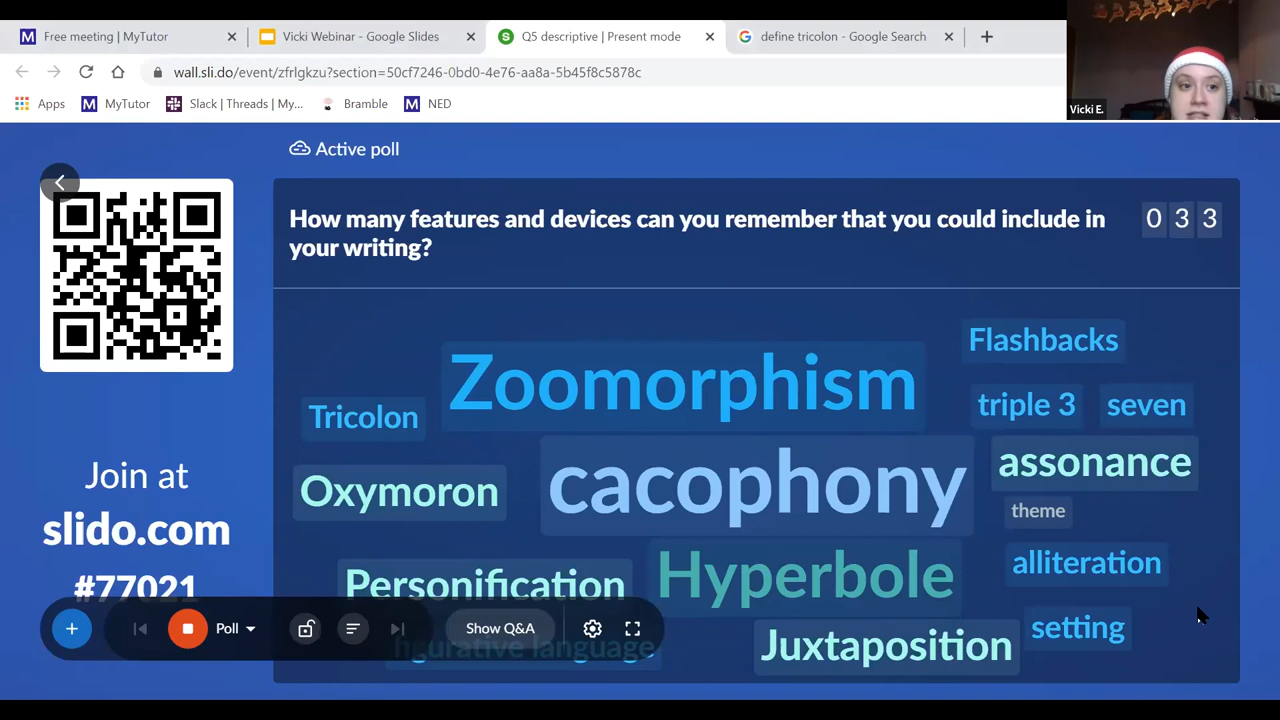 Free meeting | MyTutor
Vicki Webinar - Google Slides
Q5 descriptive | Present mode
define tricolon - Google Search
wall.sli.do/event/zfrlgkzu?section=50cf7246-0bd0-4e76-aa8a-5b45f8c5878c
Apps
MyTutor
Slack | Threads | My...
Bramble
NED
Vicki E.
Active poll
How many features and devices can you remember that you could include in
your writing?
0 3 3
Join at
slido.com
#77021
Flashbacks
Zoomorphism
Tricolon
triple 3
seven
assonance
Oxymoron
cacophony
theme
alliteration
Personification
Hyperbole
setting
Juxtaposition
figurative language
Poll
Show Q&A